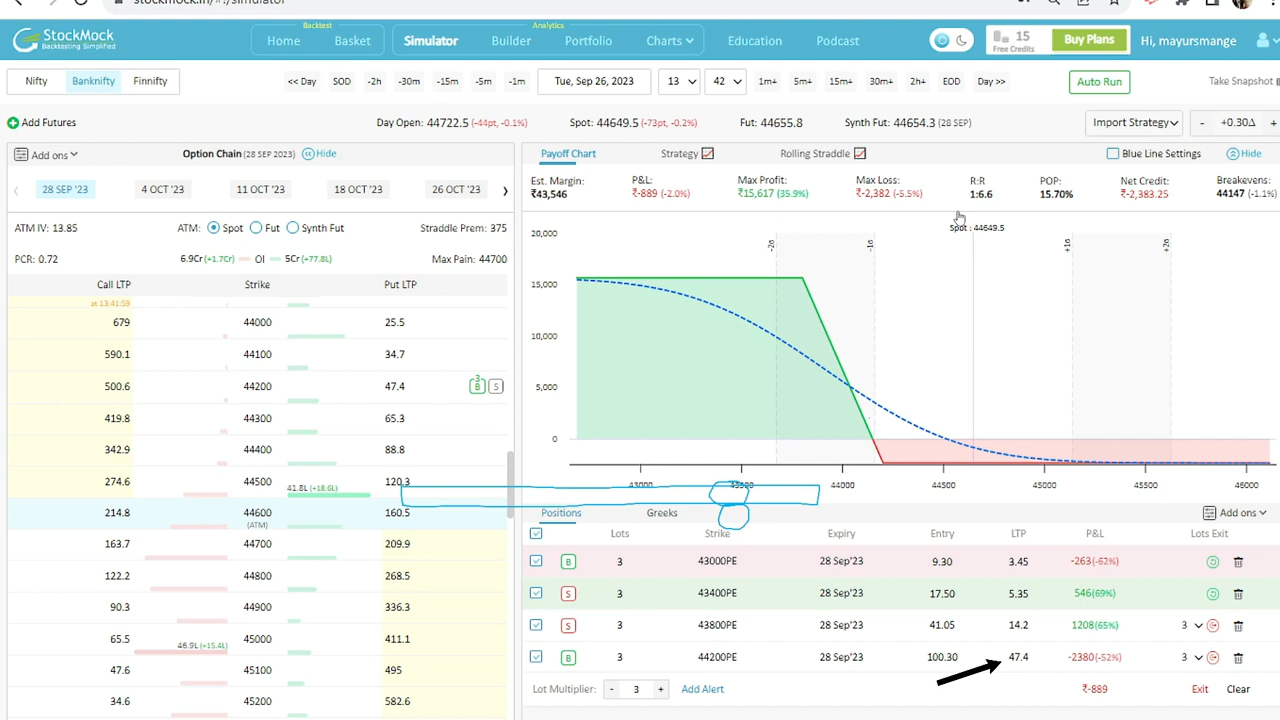 stockmock.in/#!/simulator
StockMock
Backtesting Simplified
Backtest
Home Basket
Simulator
Analytics
Builder Portfolio Charts
Education Podcast
15
Free Credits
Buy Plans
Hi, mayursmange
Nifty Banknifty Finnifty
<< Day SOD -2h -30m -15m -5m -1m Tue, Sep 26, 2023 13 42 1m+ 5m+ 15m+ 30m+ 2h+ EOD Day >>
Auto Run
Take Snapshot
Add Futures
Day Open: 44722.5 (-44pt, -0.1%) Spot: 44649.5 (-73pt, -0.2%) Fut: 44655.8 Synth Fut: 44654.3 (28 SEP)
Import Strategy - +0.30Δ +
Add ons Option Chain (28 SEP 2023) Hide
28 SEP '23 4 OCT '23 11 OCT '23 18 OCT '23 26 OCT '23
ATM IV: 13.85 ATM: Spot Fut Synth Fut Straddle Prem: 375
PCR: 0.72 6.9Cr(+1.7Cr) OI 5Cr(+77.8L) Max Pain: 44700
Call LTP Strike Put LTP
at 13:41:59
679 44000 25.5
590.1 44100 34.7
500.6 44200 47.4 3 B S
419.8 44300 65.3
342.9 44400 88.8
274.6 44500 41.8L (+18.6L) 120.3
214.8 44600 160.5
(ATM)
163.7 44700 209.9
122.2 44800 268.5
90.3 44900 336.3
65.5 46.9L (+15.4L) 45000 411.1
47.6 45100 495
34.6 45200 582.6
Payoff Chart Strategy Rolling Straddle Blue Line Settings Hide
Est. Margin: P&L: Max Profit: Max Loss: R:R POP: Net Credit: Breakevens:
₹43,546 ₹-889 (-2.0%) ₹15,617 (35.9%) ₹-2,382 (-5.5%) 1:6.6 15.70% ₹-2,383.25 44147 (-1.1%)
Spot : 44649.5
-2σ -1σ +1σ +2σ
20,000
15,000
10,000
5,000
0
43000 43500 44000 44500 45000 45500 46000
Positions Greeks Add ons
Lots Strike Expiry Entry LTP P&L Lots Exit
B 3 43000PE 28 Sep'23 9.30 3.45 -263(-62%)
S 3 43400PE 28 Sep'23 17.50 5.35 546(69%)
S 3 43800PE 28 Sep'23 41.05 14.2 1208(65%) 3
B 3 44200PE 28 Sep'23 100.30 47.4 -2380(-52%) 3
Lot Multiplier: - 3 + Add Alert ₹-889 Exit Clear